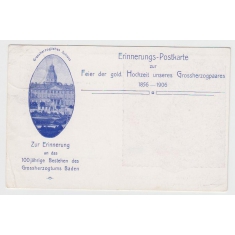 Erinnerungs-Postkarte
zur
Feier der gold. Hochzeit unseres Grossherzogpaares
1856 — 1906
Zur Erinnerung
an das
100jährige Bestehen des
Grossherzogtums Baden